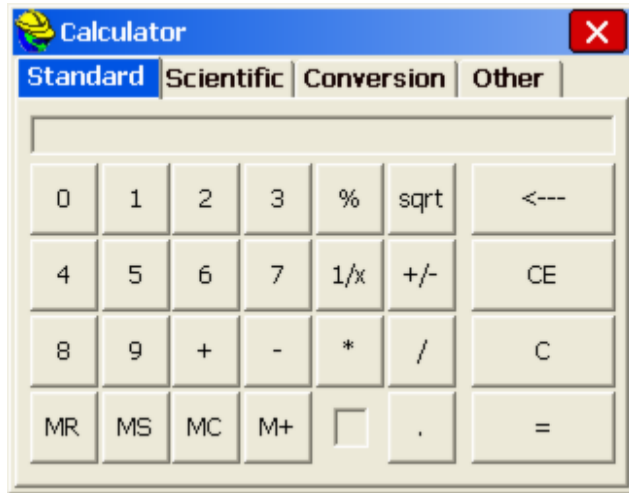 Calculator
Standard Scientific Conversion Other
0 1 2 3 % sqrt <---
4 5 6 7 1/x +/- CE
8 9 + - * / C
MR MS MC M+ . =